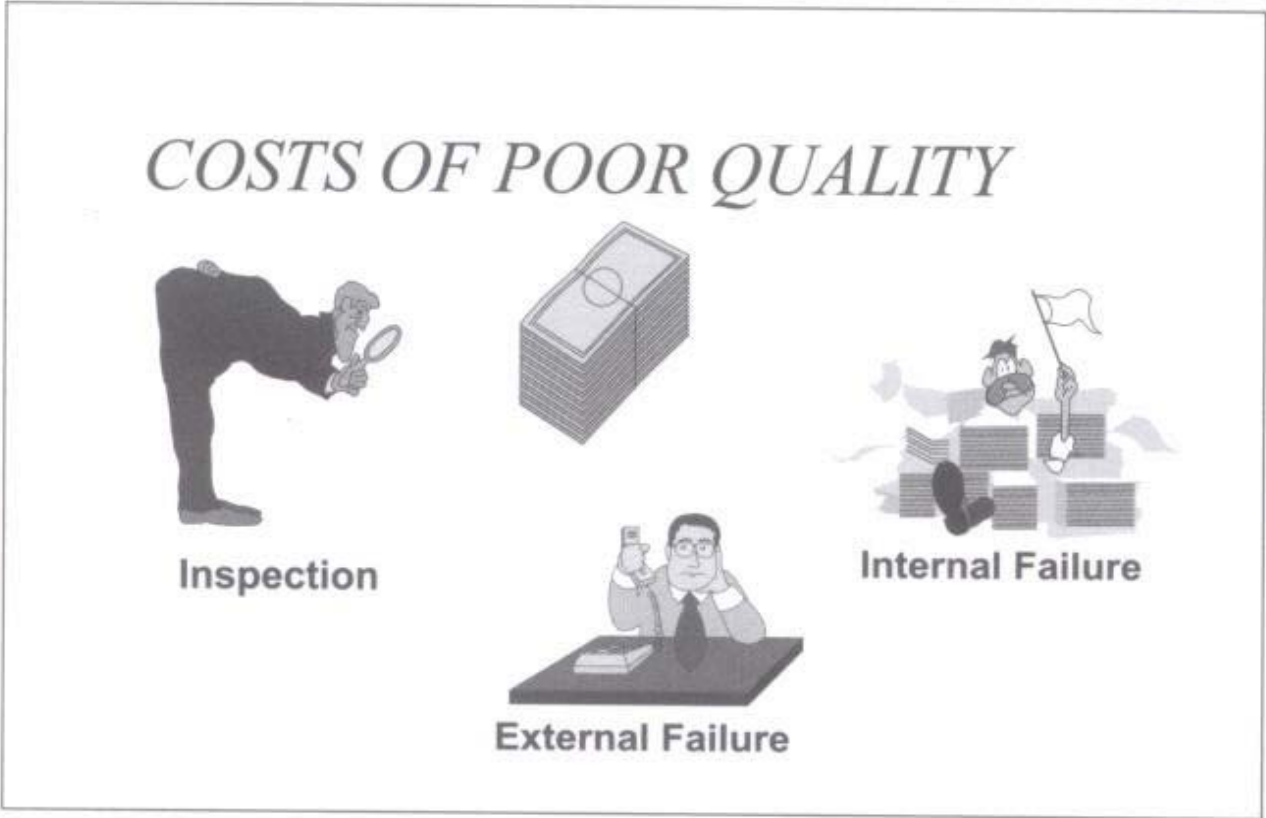 COSTS OF POOR QUALITY
Inspection
Internal Failure
External Failure